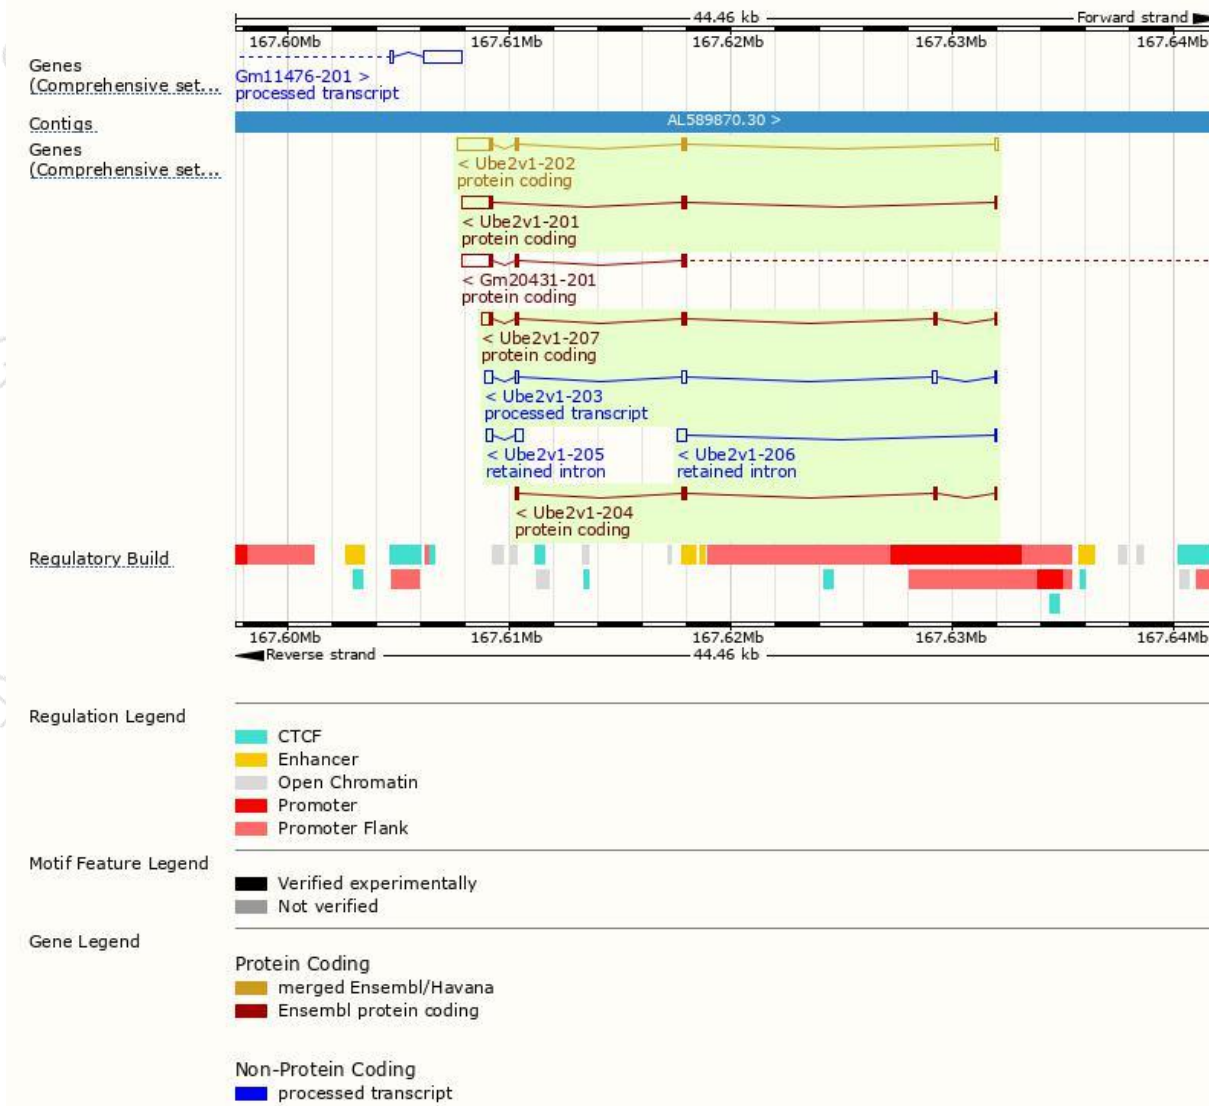 44.46 kb
Forward strand
167.60Mb 167.61Mb 167.62Mb 167.63Mb 167.64Mb
Genes
(Comprehensive set...
Gm11476-201 >
processed transcript
Contigs
AL589870.30 >
Genes
(Comprehensive set...
< Ube2v1-202
protein coding
< Ube2v1-201
protein coding
< Gm20431-201
protein coding
< Ube2v1-207
protein coding
< Ube2v1-203
processed transcript
< Ube2v1-205 < Ube2v1-206
retained intron retained intron
< Ube2v1-204
protein coding
Regulatory Build
167.60Mb 167.61Mb 167.62Mb 167.63Mb 167.64Mb
Reverse strand 44.46 kb
Regulation Legend
CTCF
Enhancer
Open Chromatin
Promoter
Promoter Flank
Motif Feature Legend
Verified experimentally
Not verified
Gene Legend
Protein Coding
merged Ensembl/Havana
Ensembl protein coding
Non-Protein Coding
processed transcript